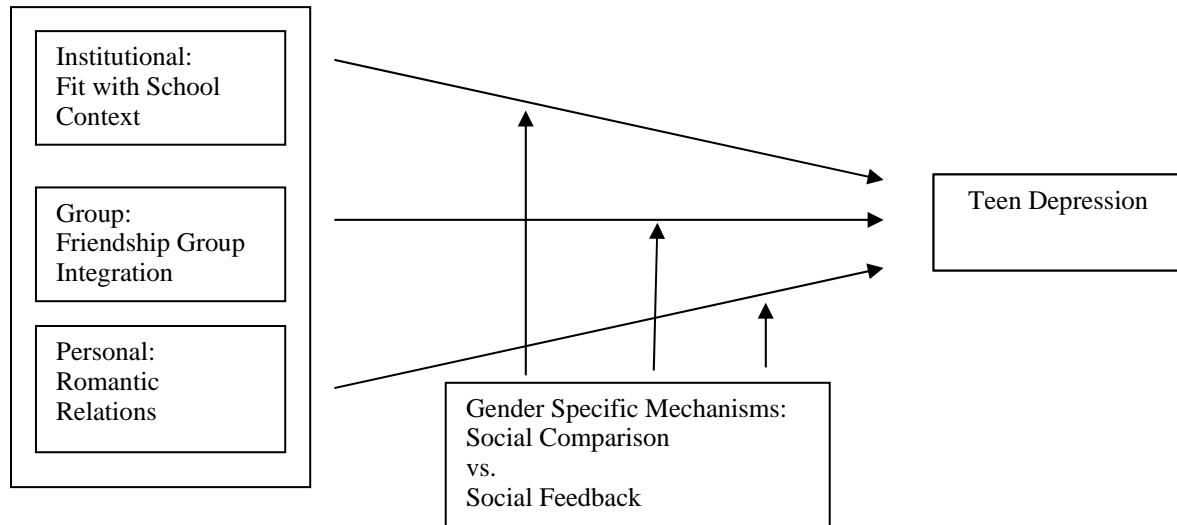 Institutional:
Fit with School
Context
Group:
Friendship Group
Integration
Personal:
Romantic
Relations
Teen Depression
Gender Specific Mechanisms:
Social Comparison
vs.
Social Feedback